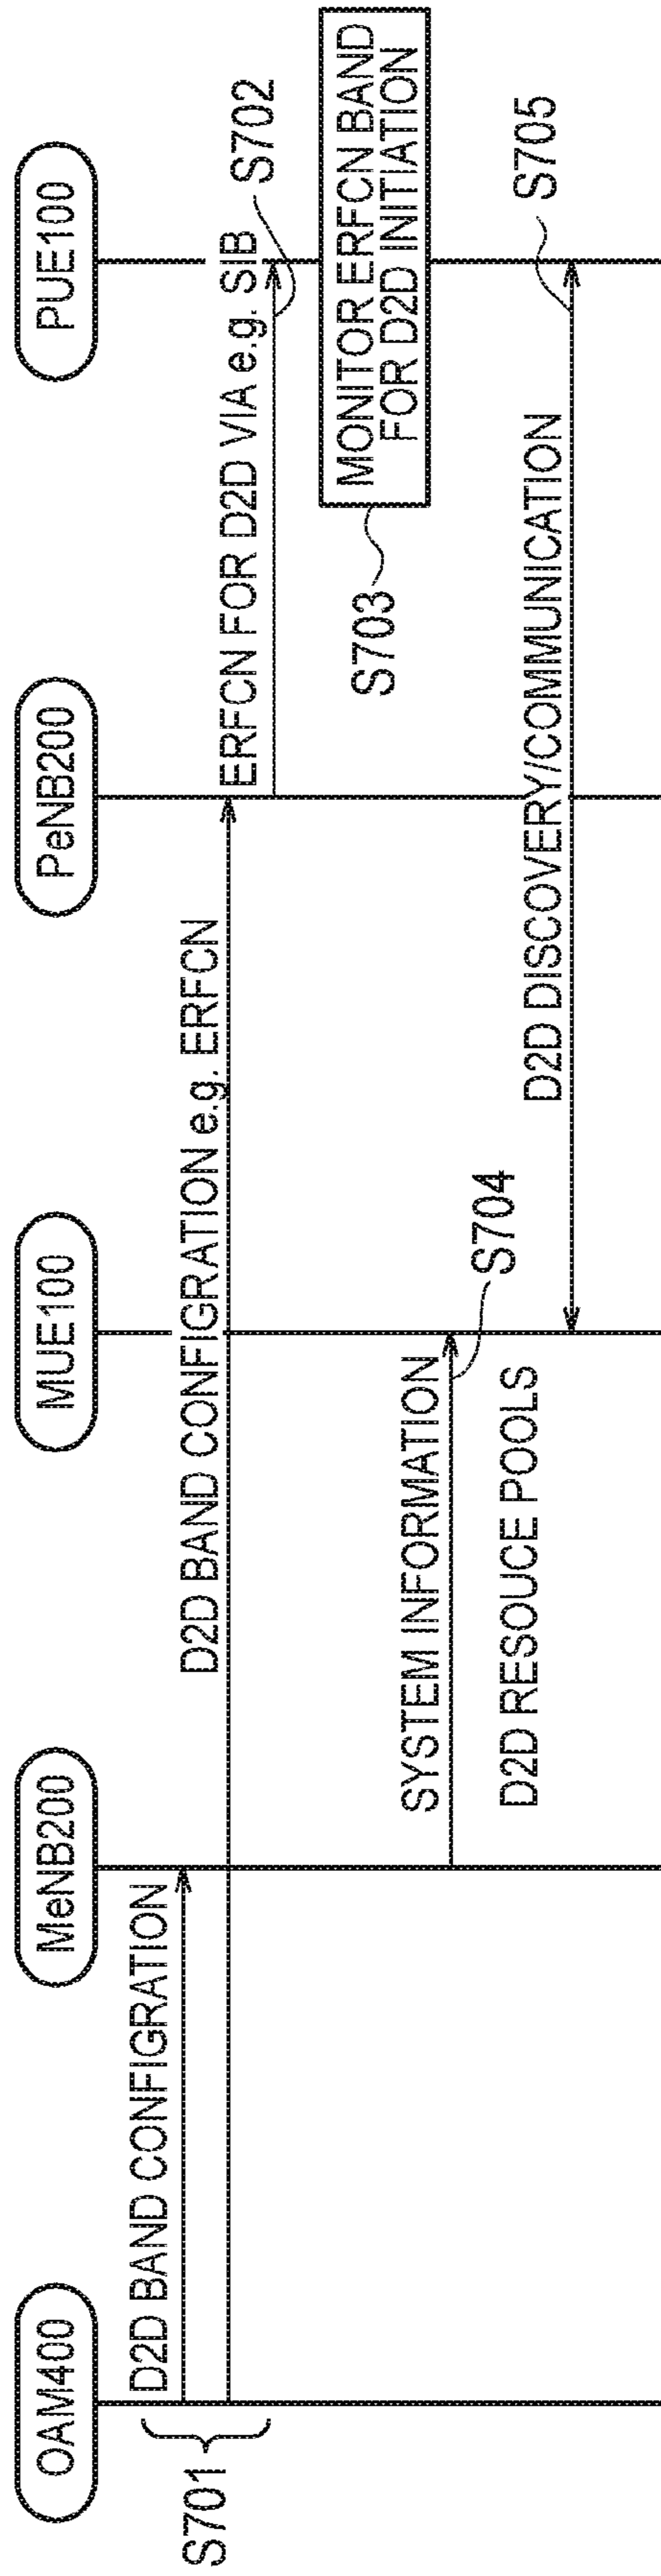 OAM400
MeNB200
MUE100
PeNB200
PUE100
S701
D2D BAND CONFIGRATION
D2D BAND CONFIGRATION e.g. ERFCN
ERFCN FOR D2D VIA e.g. SIB
S702
S703
MONITOR ERFCN BAND
FOR D2D INITIATION
SYSTEM INFORMATION
S704
D2D RESOUCE POOLS
D2D DISCOVERY/COMMUNICATION
S705